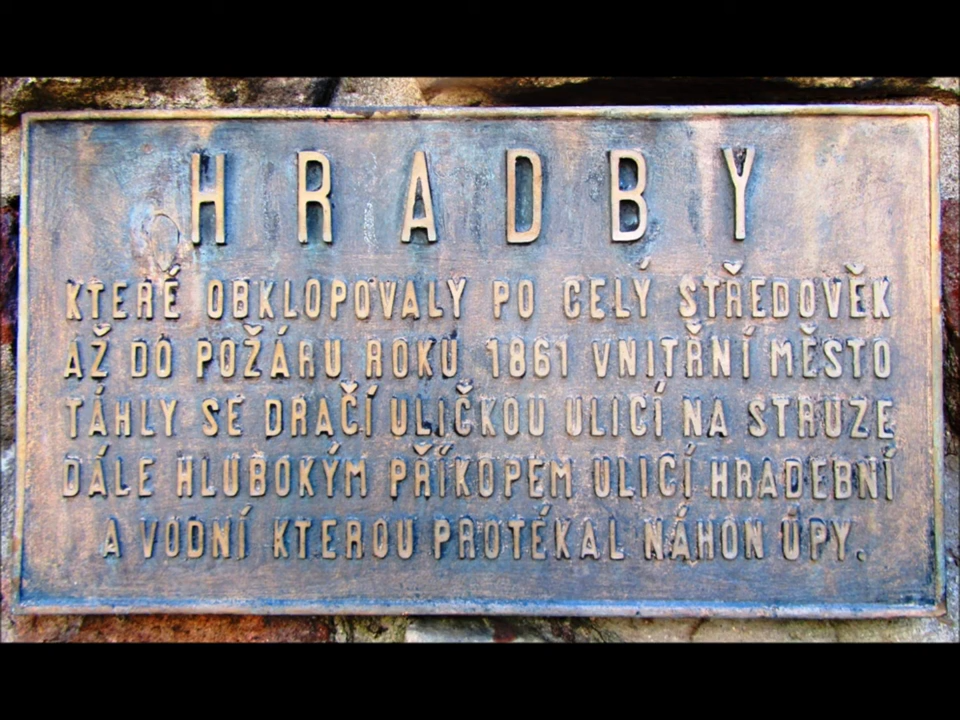 HRADBY
KTERÉ OBKLOPOVALY PO CELÝ STŘEDOVĚK
AŽ DO POŽÁRU ROKU 1861 VNITŘNÍ MĚSTO
TÁHLY SE DRAČÍ ULIČKOU ULICÍ NA STRUZE
DÁLE HLUBOKÝM PŘÍKOPEM ULICÍ HRADEBNÍ
A VODNÍ KTEROU PROTÉKAL NÁHON ÚPY.